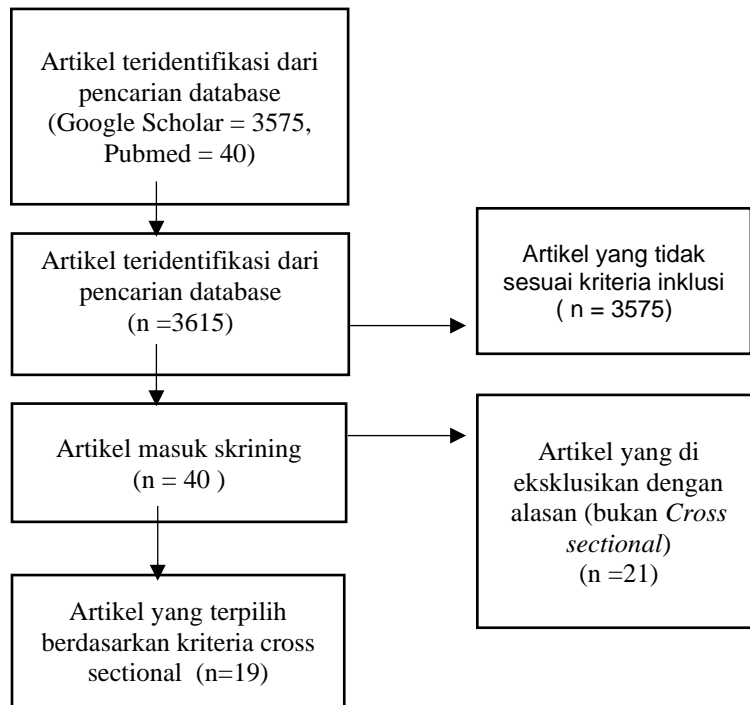 Artikel teridentifikasi dari
pencarian database
(Google Scholar = 3575,
Pubmed = 40)
Artikel teridentifikasi dari
pencarian database
(n =3615)
Artikel yang tidak
sesuai kriteria inklusi
( n = 3575)
Artikel masuk skrining
(n = 40 )
Artikel yang di
eksklusikan dengan
alasan (bukan Cross
sectional)
(n =21)
Artikel yang terpilih
berdasarkan kriteria cross
sectional (n=19)